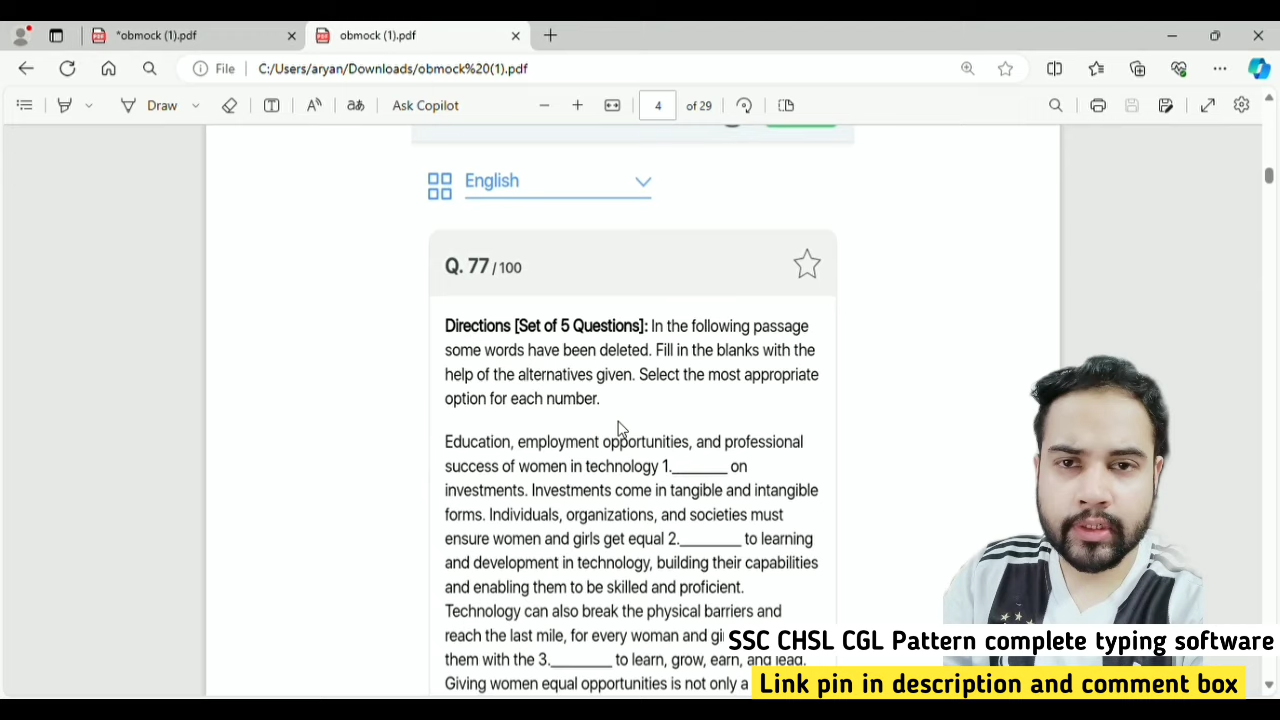 *obmock (1).pdf
obmock (1).pdf
File
C:/Users/aryan/Downloads/obmock%20(1).pdf
Draw
Ask Copilot
4 of 29
English
Q. 77 / 100
Directions [Set of 5 Questions]: In the following passage
some words have been deleted. Fill in the blanks with the
help of the alternatives given. Select the most appropriate
option for each number.
Education, employment opportunities, and professional
success of women in technology 1.________ on
investments. Investments come in tangible and intangible
forms. Individuals, organizations, and societies must
ensure women and girls get equal 2.________ to learning
and development in technology, building their capabilities
and enabling them to be skilled and proficient.
Technology can also break the physical barriers and
reach the last mile, for every woman and
them with the 3.________ to learn, grow, earn, and lead.
Giving women equal opportunities is not only a
SSC CHSL CGL Pattern complete typing software
Link pin in description and comment box